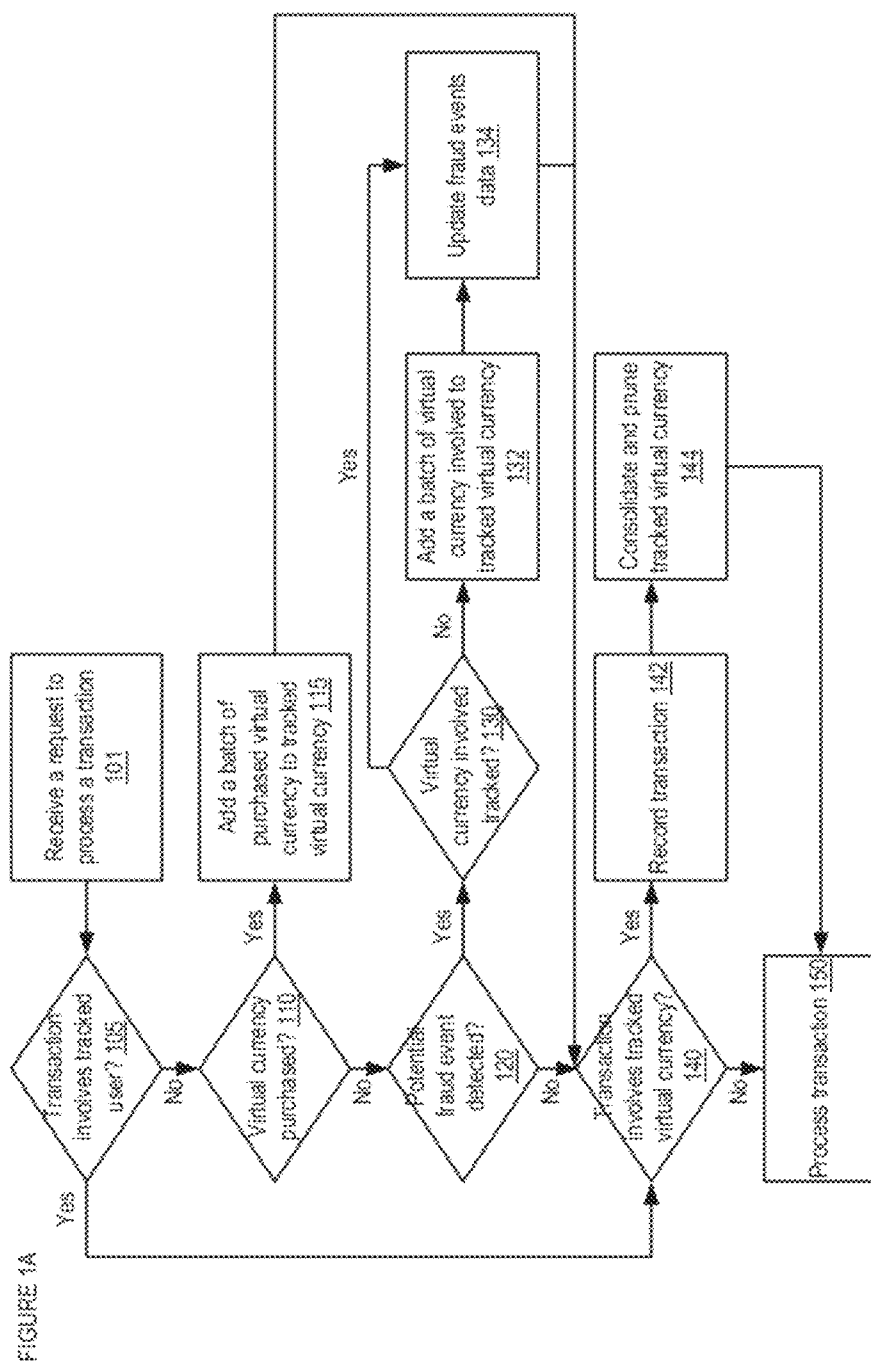 FIGURE 1A
Receive a request to
process a transaction
101
Transaction
involves tracked
user? 105
Yes
No
Virtual currency
purchased? 110
Yes
Add a batch of
purchased virtual
currency to tracked
virtual currency 115
No
Potential
fraud event
detected?
120
Yes
Virtual
currency involved
tracked? 130
Yes
No
Add a batch of virtual
currency involved to
tracked virtual currency
132
Update fraud events
data 134
No
Transaction
involves tracked
virtual currency?
140
Yes
Record transaction 142
Consolidate and prune
tracked virtual currency
144
No
Process transaction 150